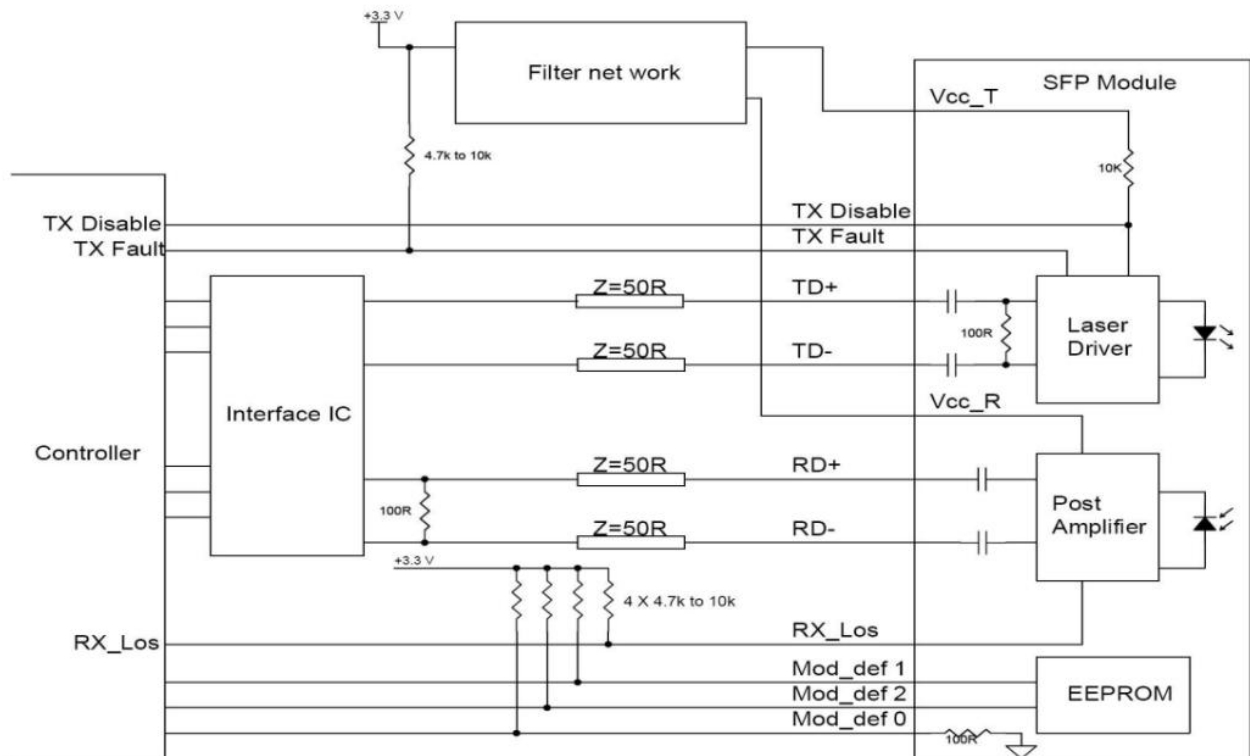 +3.3 V
Filter net work
SFP Module
Vcc_T
4.7k to 10k
10K
TX Disable
TX Disable
TX Fault
TX Fault
Z=50R
TD+
100R
Laser
Driver
Z=50R
TD-
Vcc_R
Interface IC
Controller
Z=50R
RD+
100R
Post
Amplifier
Z=50R
RD-
+3.3 V
4 X 4.7k to 10k
RX_Los
RX_Los
Mod_def 1
EEPROM
Mod_def 2
Mod_def 0
100R